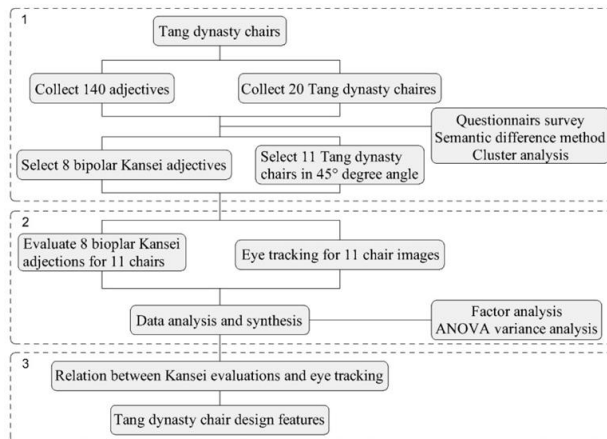 1
Tang dynasty chairs
Collect 140 adjectives
Collect 20 Tang dynasty chaires
Questionnairs survey
Semantic difference method
Cluster analysis
Select 8 bipolar Kansei adjectives
Select 11 Tang dynasty
chairs in 45° degree angle
2
Evaluate 8 bioplar Kansei
adjections for 11 chairs
Eye tracking for 11 chair images
Data analysis and synthesis
Factor analysis
ANOVA variance analysis
3
Relation between Kansei evaluations and eye tracking
Tang dynasty chair design features